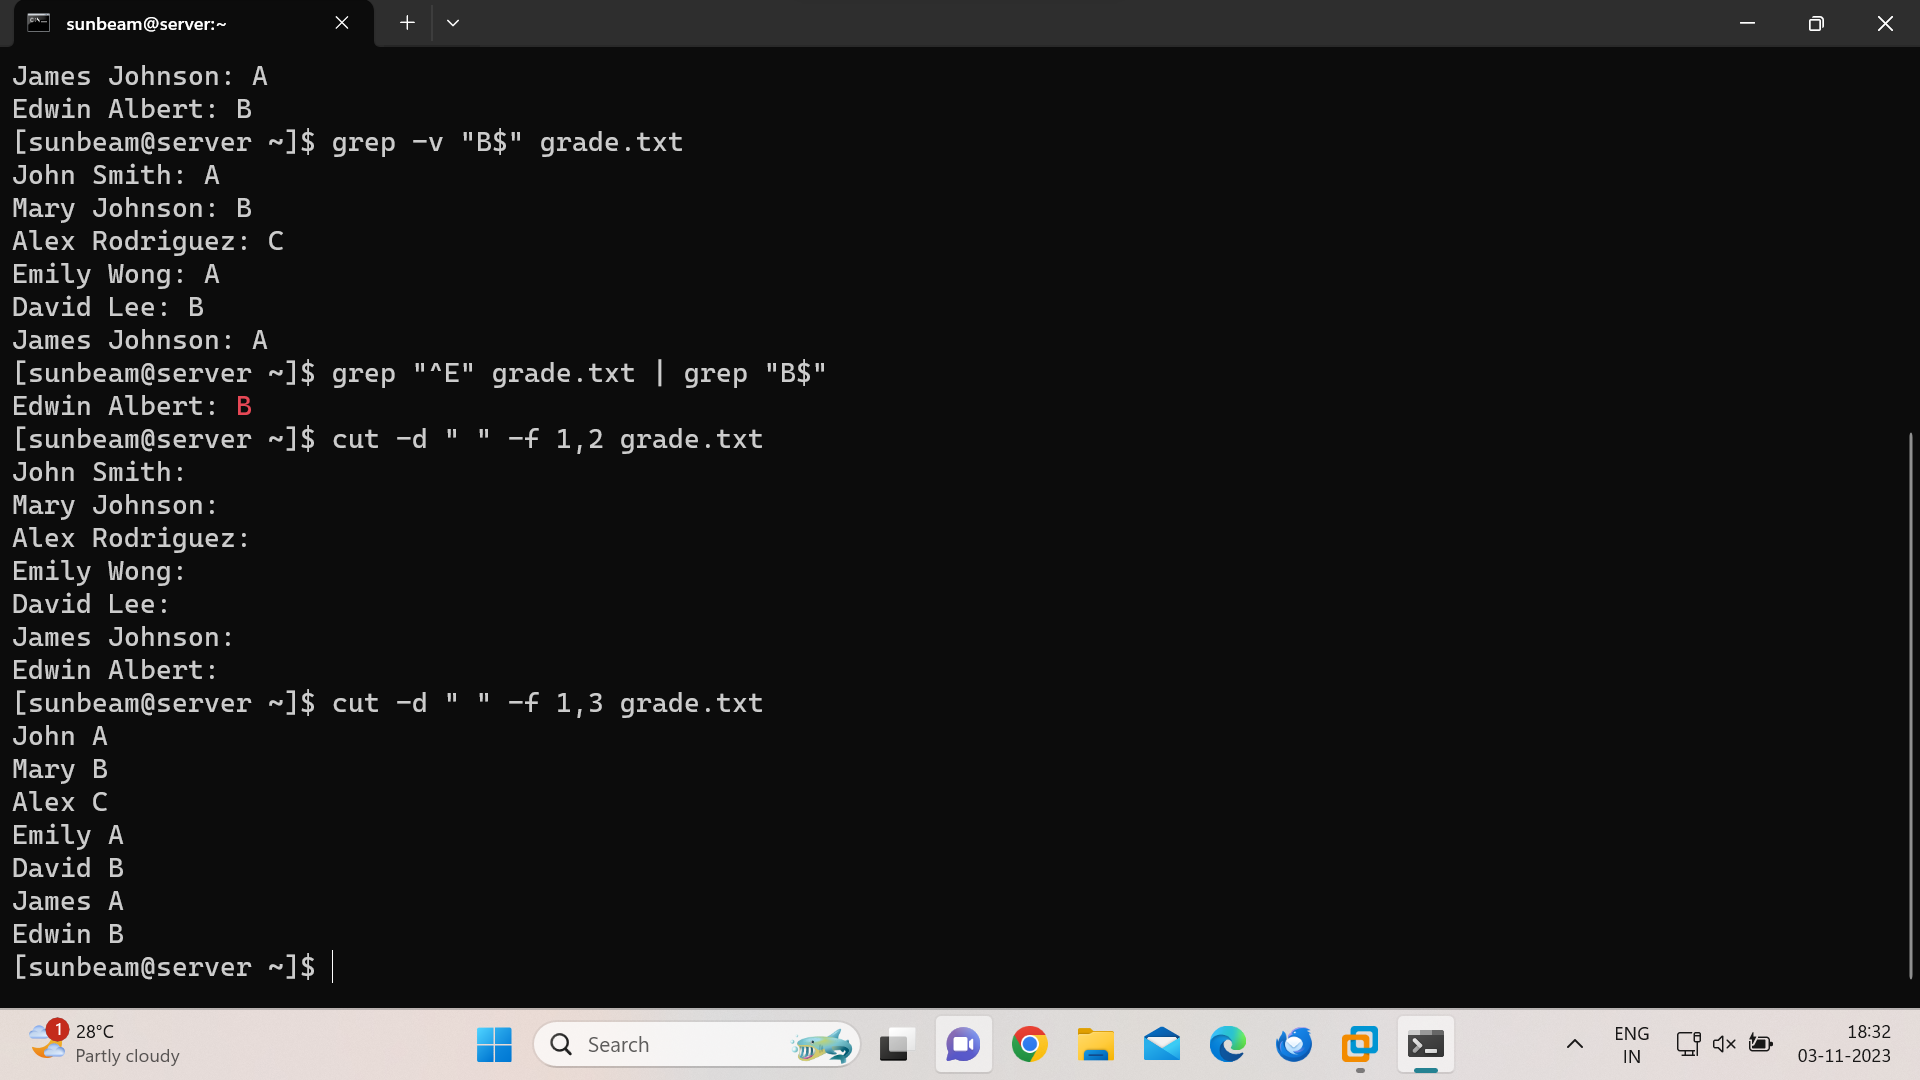 sunbeam@server:~
James Johnson: A
Edwin Albert: B
[sunbeam@server ~]$ grep -v "B$" grade.txt
John Smith: A
Mary Johnson: B
Alex Rodriguez: C
Emily Wong: A
David Lee: B
James Johnson: A
[sunbeam@server ~]$ grep "^E" grade.txt | grep "B$"
Edwin Albert: B
[sunbeam@server ~]$ cut -d " " -f 1,2 grade.txt
John Smith:
Mary Johnson:
Alex Rodriguez:
Emily Wong:
David Lee:
James Johnson:
Edwin Albert:
[sunbeam@server ~]$ cut -d " " -f 1,3 grade.txt
John A
Mary B
Alex C
Emily A
David B
James A
Edwin B
[sunbeam@server ~]$
1
28°C
Partly cloudy
Search
ENG
IN
18:32
03-11-2023